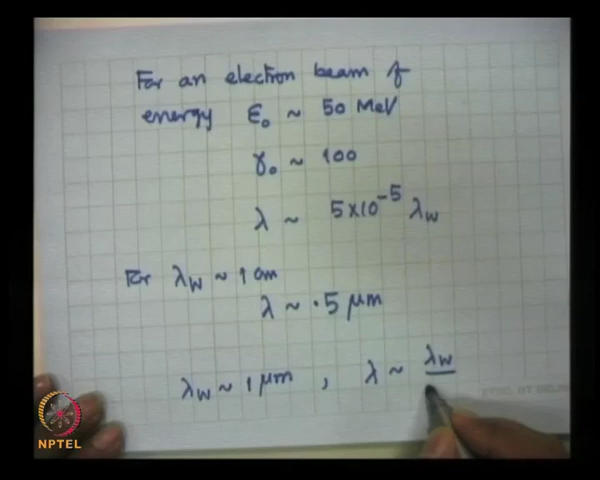 For an electron beam of
energy ε₀ ~ 50 MeV
γ₀ ~ 100
λ ~ 5×10⁻⁵ λw
For λw ~ 1 cm
λ ~ .5 μm
λw ~ 1 μm , λ ~ λw
NPTEL